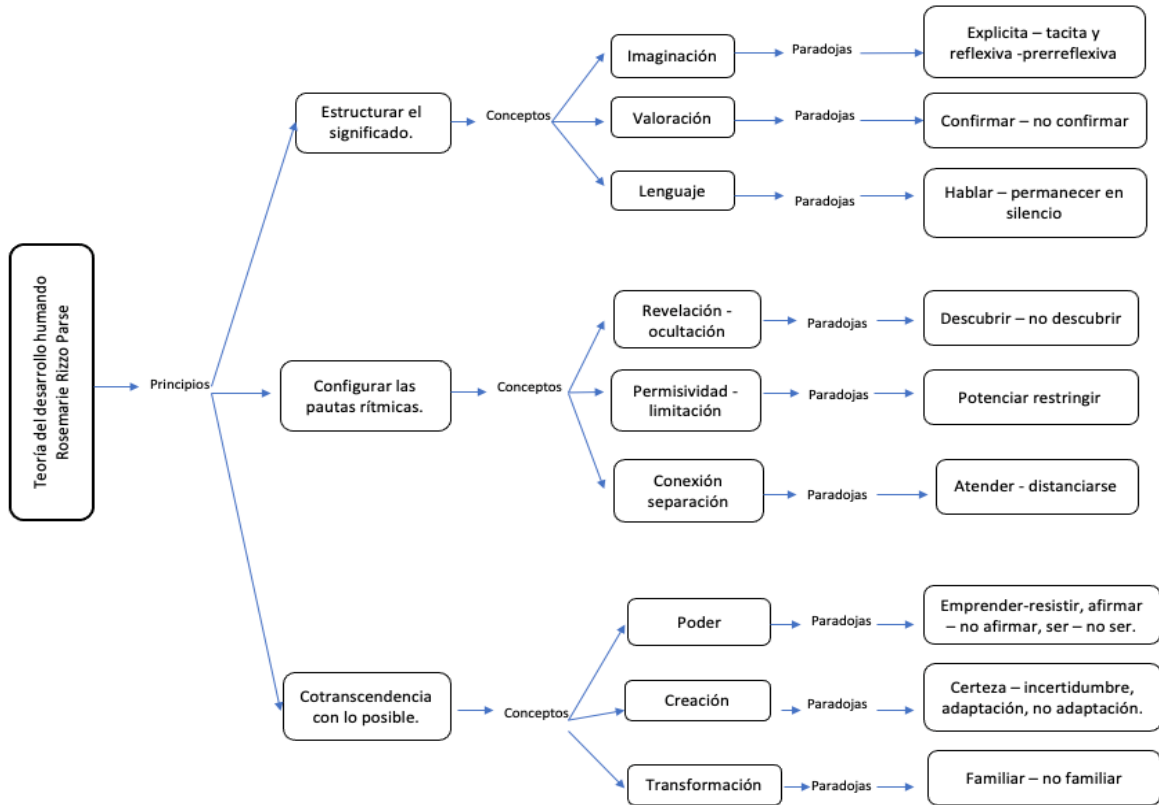 Teoría del desarrollo humando
Rosemarie Rizzo Parse
Principios
Estructurar el
significado.
Conceptos
Imaginación
Paradojas
Explicita – tacita y
reflexiva -prerreflexiva
Valoración
Paradojas
Confirmar – no confirmar
Lenguaje
Paradojas
Hablar – permanecer en
silencio
Configurar las
pautas rítmicas.
Conceptos
Revelación -
ocultación
Paradojas
Descubrir – no descubrir
Permisividad -
limitación
Paradojas
Potenciar restringir
Conexión
separación
Paradojas
Atender - distanciarse
Cotranscendencia
con lo posible.
Conceptos
Poder
Paradojas
Emprender-resistir, afirmar
– no afirmar, ser – no ser.
Creación
Paradojas
Certeza – incertidumbre,
adaptación, no adaptación.
Transformación
Paradojas
Familiar – no familiar